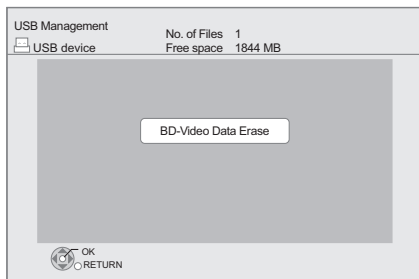 USB Management
No. of Files 1
USB device
Free space 1844 MB
BD-Video Data Erase
OK
RETURN